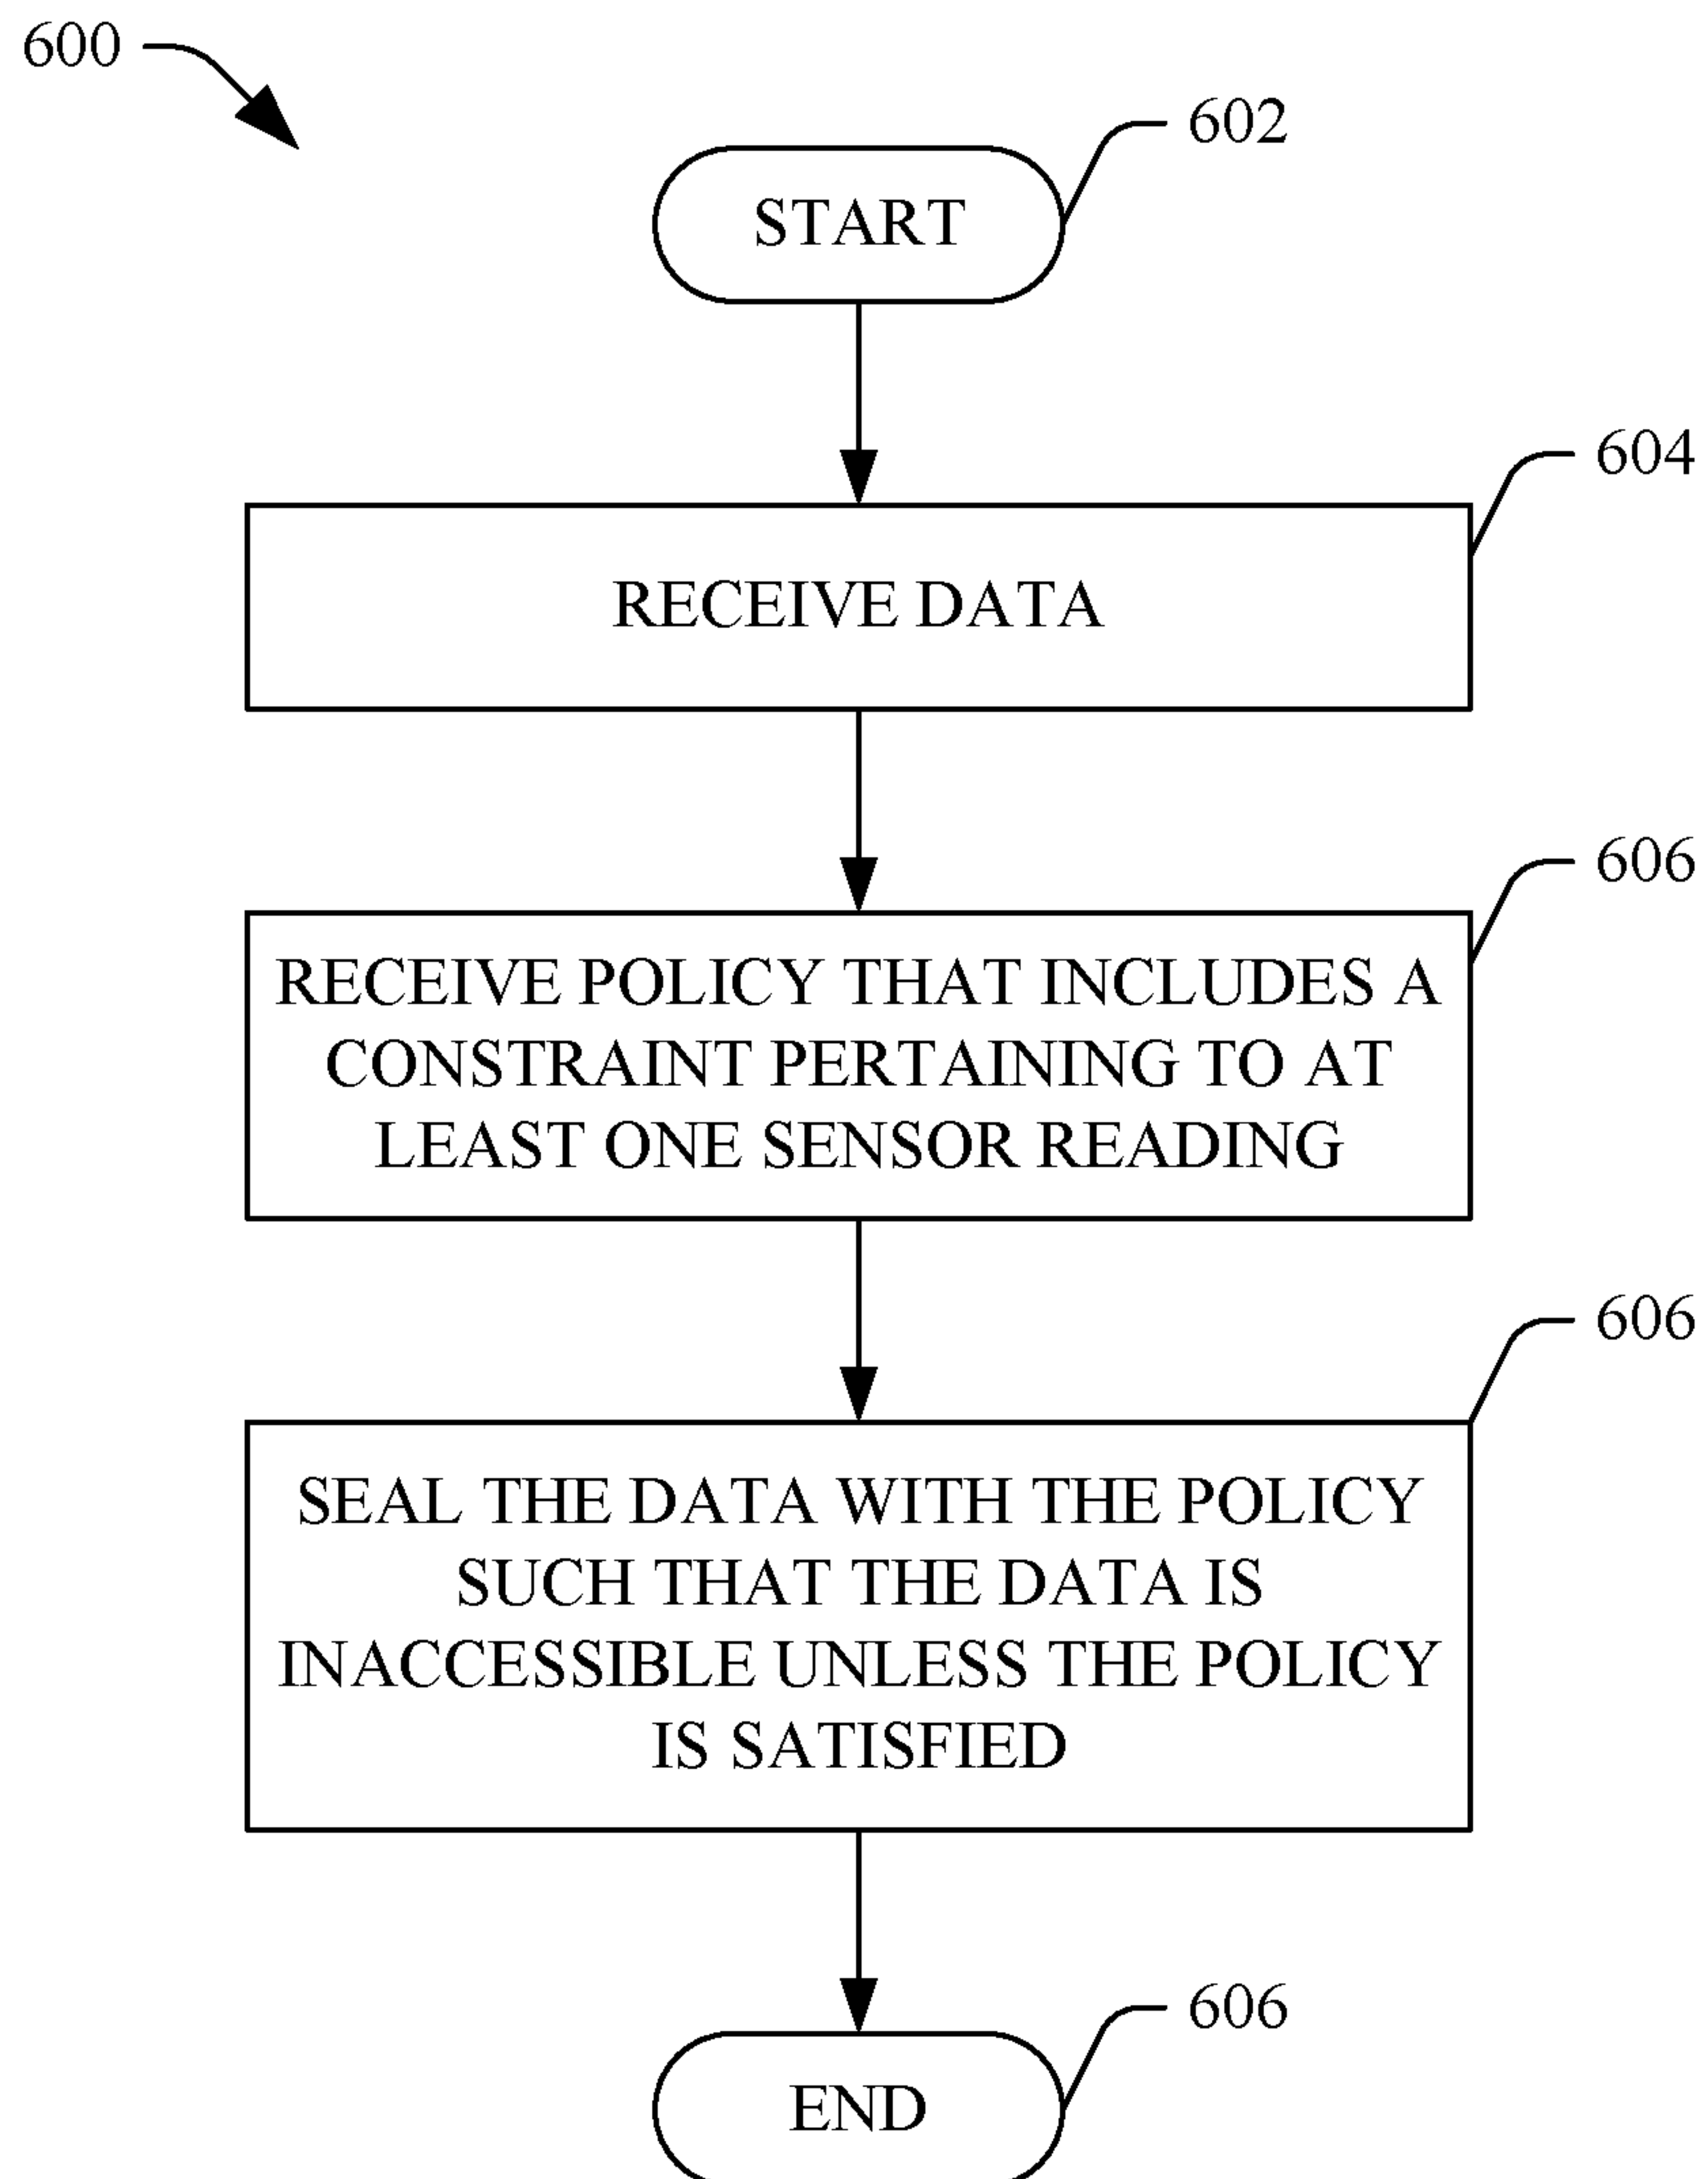 600
602
START
604
RECEIVE DATA
606
RECEIVE POLICY THAT INCLUDES A
CONSTRAINT PERTAINING TO AT
LEAST ONE SENSOR READING
606
SEAL THE DATA WITH THE POLICY
SUCH THAT THE DATA IS
INACCESSIBLE UNLESS THE POLICY
IS SATISFIED
606
END